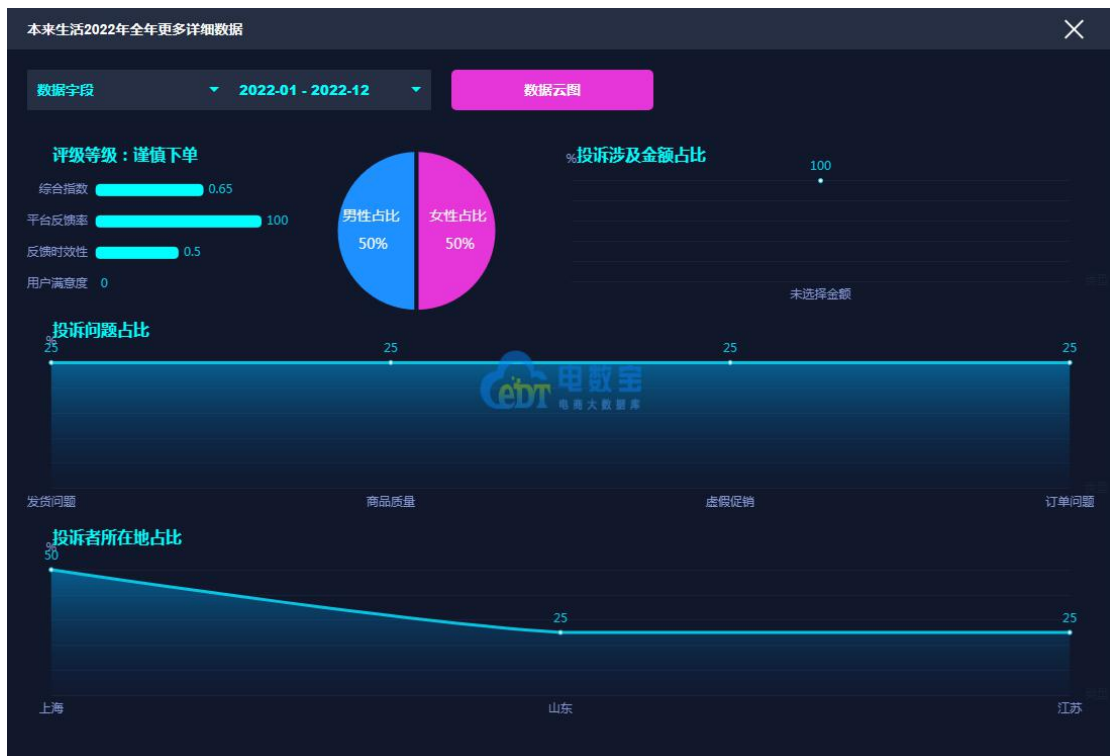 本来生活2022年全年更多详细数据
数据字段
2022-01 - 2022-12
数据云图
评级等级：谨慎下单
综合指数 0.65
平台反馈率 100
反馈时效性 0.5
用户满意度 0
男性占比
50%
女性占比
50%
%
投诉涉及金额占比
100
未选择金额
投诉问题占比
%
25 25 25 25
ebT 电数宝
电商大数据库
发货问题 商品质量 虚假促销 订单问题
投诉者所在地占比
%
50
25 25
上海 山东 江苏